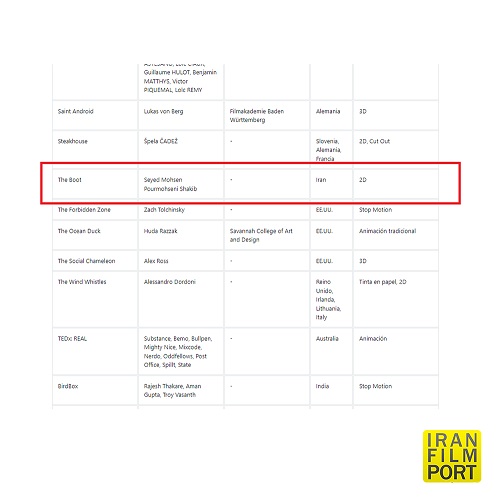 Guillaume HULOT, Benjamin
MATTHYS, Victor
PIQUEMAL, Loïc REMY
Saint Android Lukas von Berg Filmakademie Baden Alemania 3D
Württemberg
Steakhouse Špela ČADEŽ - Slovenia, 2D, Cut Out
Alemania,
Francia
The Boot Seyed Mohsen - Iran 2D
Pourmohseni Shakib
The Forbidden Zone Zach Tolchinsky - EE.UU. Stop Motion
The Ocean Duck Huda Razzak Savannah College of Art EE.UU. Animación tradicional
and Design
The Social Chameleon Alex Ross - EE.UU. 3D
The Wind Whistles Alessandro Dordoni - Reino Tinta en papel, 2D
Unido,
Irlanda,
Lithuania,
Italy
TEDx: REAL Substance, Bemo, Bullpen, - Australia Animación
Mighty Nice, Mixcode,
Nerdo, Oddfellows, Post
Office, Spillt, State
BirdBox Rajesh Thakare, Aman - India Stop Motion
Gupta, Troy Vasanth
IRAN
FILM
PORT